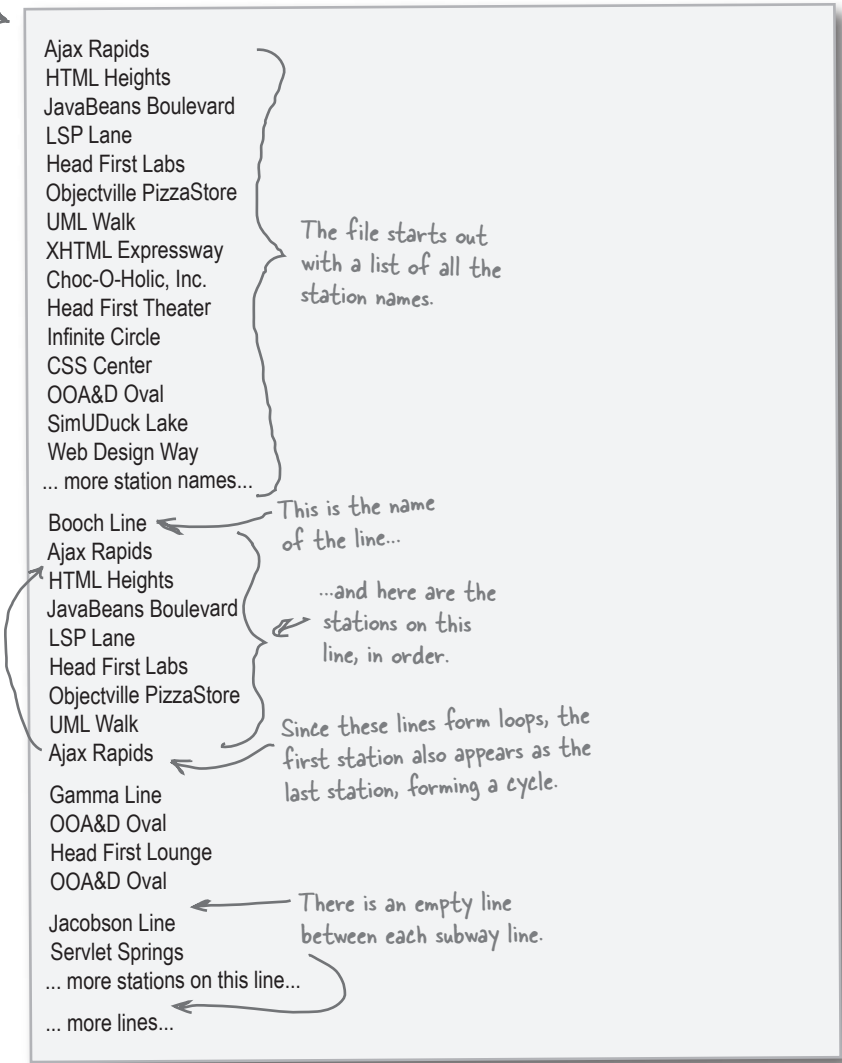 Ajax Rapids
HTML Heights
JavaBeans Boulevard
LSP Lane
Head First Labs
Objectville PizzaStore
UML Walk
XHTML Expressway
Choc-O-Holic, Inc.
Head First Theater
Infinite Circle
CSS Center
OOA&D Oval
SimUDuck Lake
Web Design Way
... more station names...
The file starts out
with a list of all the
station names.
Booch Line
This is the name
of the line...
Ajax Rapids
HTML Heights
JavaBeans Boulevard
LSP Lane
Head First Labs
Objectville PizzaStore
UML Walk
Ajax Rapids
...and here are the
stations on this
line, in order.
Since these lines form loops, the
first station also appears as the
last station, forming a cycle.
Gamma Line
OOA&D Oval
Head First Lounge
OOA&D Oval
There is an empty line
between each subway line.
Jacobson Line
Servlet Springs
... more stations on this line...
... more lines...